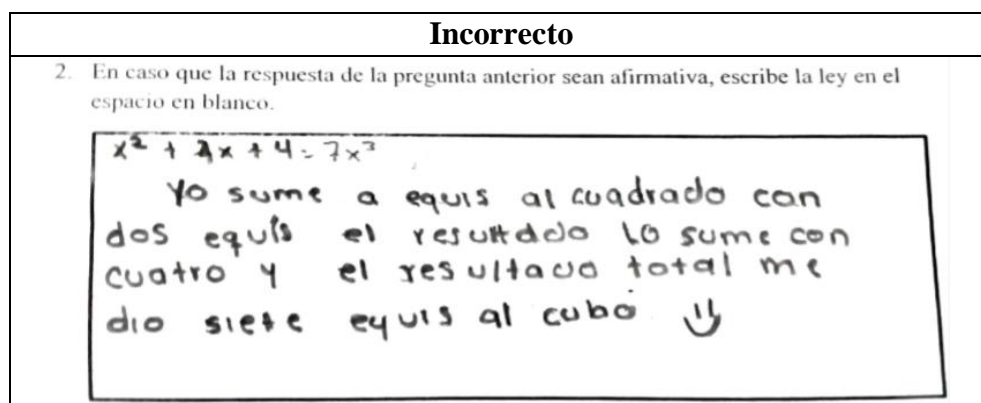 Incorrecto
2. En caso que la respuesta de la pregunta anterior sean afirmativa, escribe la ley en el
espacio en blanco.
x² + 2x + 4 = 7x³
Yo sume a equis al cuadrado con
dos equis el resultado lo sume con
cuatro y el resultado total me
dio siete equis al cubo